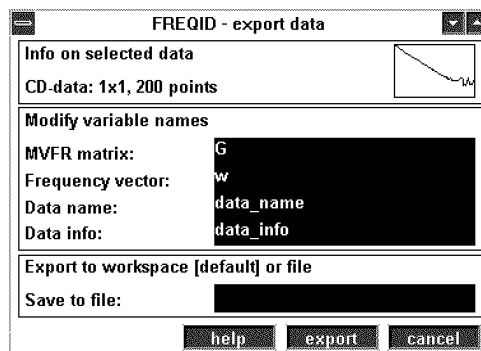 FREQID - export data
Info on selected data
CD-data: 1x1, 200 points
Modify variable names
MVFR matrix: G
Frequency vector: w
Data name: data_name
Data info: data_info
Export to workspace [default] or file
Save to file:
help export cancel